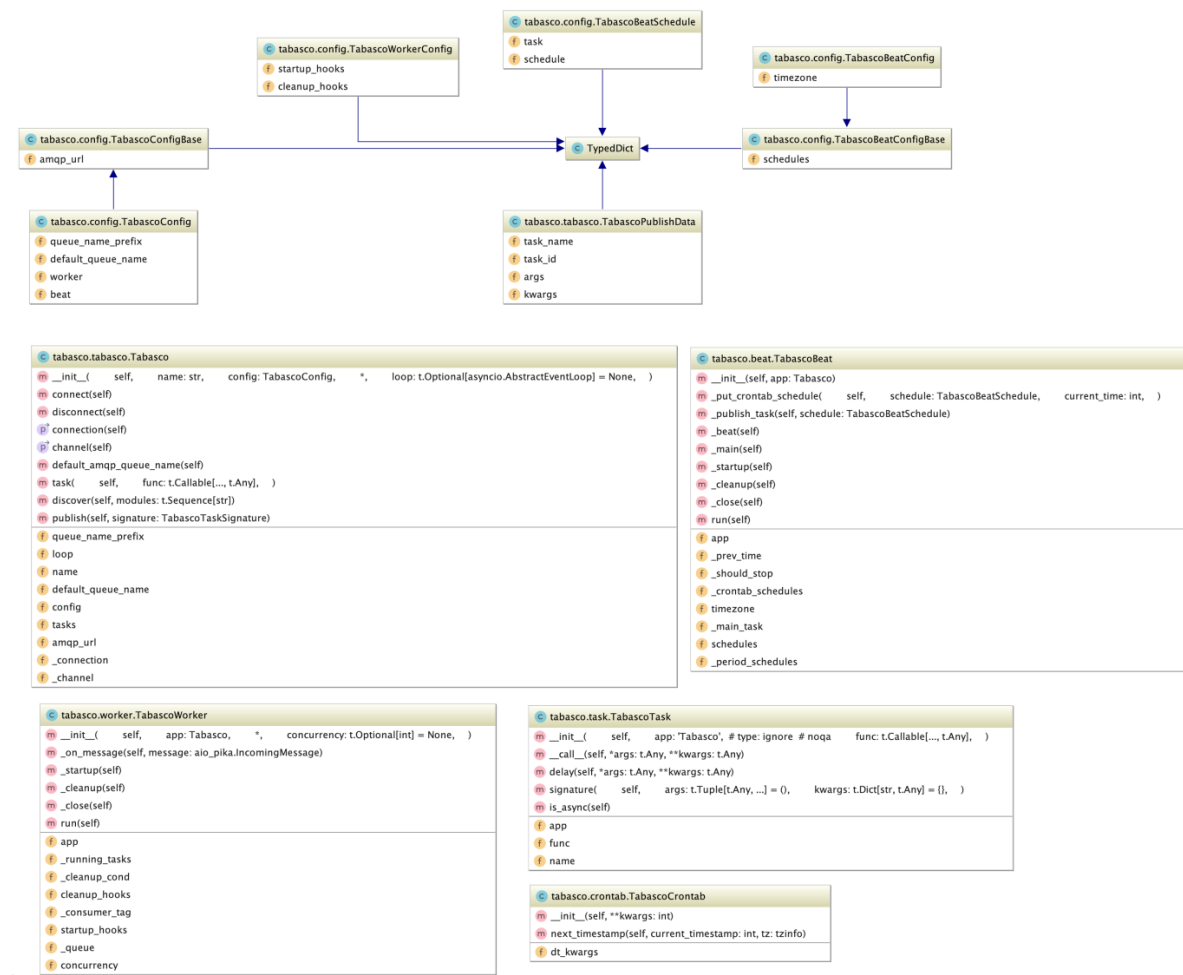 tabasco.config.TabascoBeatSchedule
task
schedule
tabasco.config.TabascoWorkerConfig
startup_hooks
cleanup_hooks
tabasco.config.TabascoBeatConfig
timezone
tabasco.config.TabascoConfigBase
amqp_url
TypedDict
tabasco.config.TabascoBeatConfigBase
schedules
tabasco.config.TabascoConfig
queue_name_prefix
default_queue_name
worker
beat
tabasco.tabasco.TabascoPublishData
task_name
task_id
args
kwargs
tabasco.tabasco.Tabasco
__init__( self, name: str, config: TabascoConfig, *, loop: t.Optional[asyncio.AbstractEventLoop] = None, )
connect(self)
disconnect(self)
connection(self)
channel(self)
default_amqp_queue_name(self)
task( self, func: t.Callable[..., t.Any], )
discover(self, modules: t.Sequence[str])
publish(self, signature: TabascoTaskSignature)
queue_name_prefix
loop
name
default_queue_name
config
tasks
amqp_url
_connection
_channel
tabasco.beat.TabascoBeat
__init__(self, app: Tabasco)
_put_crontab_schedule( self, schedule: TabascoBeatSchedule, current_time: int, )
_publish_task(self, schedule: TabascoBeatSchedule)
_beat(self)
_main(self)
_startup(self)
_cleanup(self)
_close(self)
run(self)
app
_prev_time
_should_stop
_crontab_schedules
timezone
_main_task
schedules
_period_schedules
tabasco.worker.TabascoWorker
__init__( self, app: Tabasco, *, concurrency: t.Optional[int] = None, )
_on_message(self, message: aio_pika.IncomingMessage)
_startup(self)
_cleanup(self)
_close(self)
run(self)
app
_running_tasks
_cleanup_cond
cleanup_hooks
_consumer_tag
startup_hooks
_queue
concurrency
tabasco.task.TabascoTask
__init__( self, app: 'Tabasco', # type: ignore # noqa func: t.Callable[..., t.Any], )
__call__(self, *args: t.Any, **kwargs: t.Any)
delay(self, *args: t.Any, **kwargs: t.Any)
signature( self, args: t.Tuple[t.Any, ...] = (), kwargs: t.Dict[str, t.Any] = {}, )
is_async(self)
app
func
name
tabasco.crontab.TabascoCrontab
__init__(self, **kwargs: int)
next_timestamp(self, current_timestamp: int, tz: tzinfo)
dt_kwargs